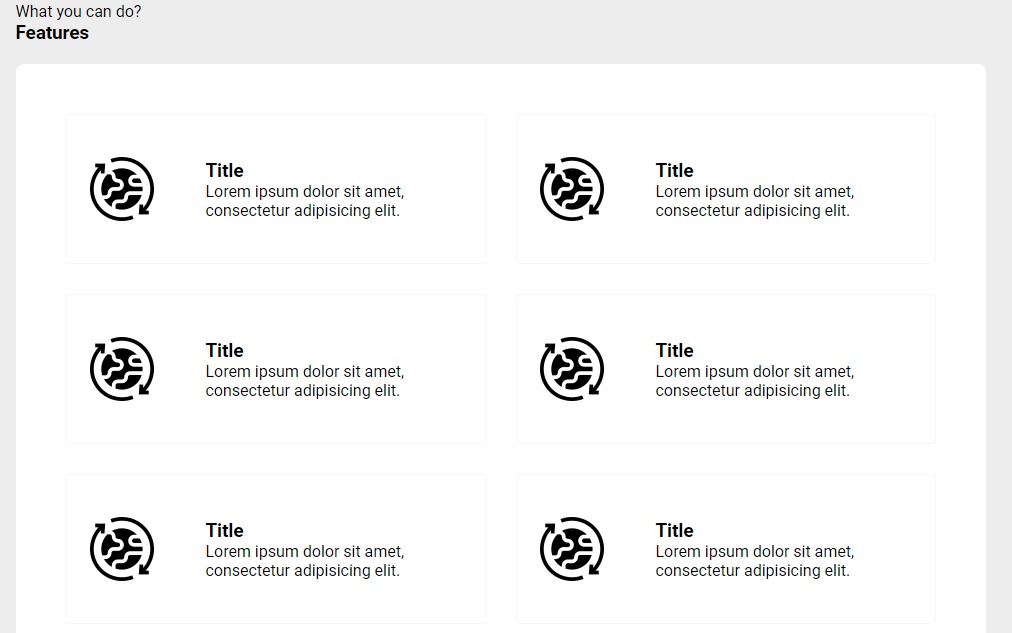 What you can do?
Features
Title
Lorem ipsum dolor sit amet,
consectetur adipisicing elit.
Title
Lorem ipsum dolor sit amet,
consectetur adipisicing elit.
Title
Lorem ipsum dolor sit amet,
consectetur adipisicing elit.
Title
Lorem ipsum dolor sit amet,
consectetur adipisicing elit.
Title
Lorem ipsum dolor sit amet,
consectetur adipisicing elit.
Title
Lorem ipsum dolor sit amet,
consectetur adipisicing elit.